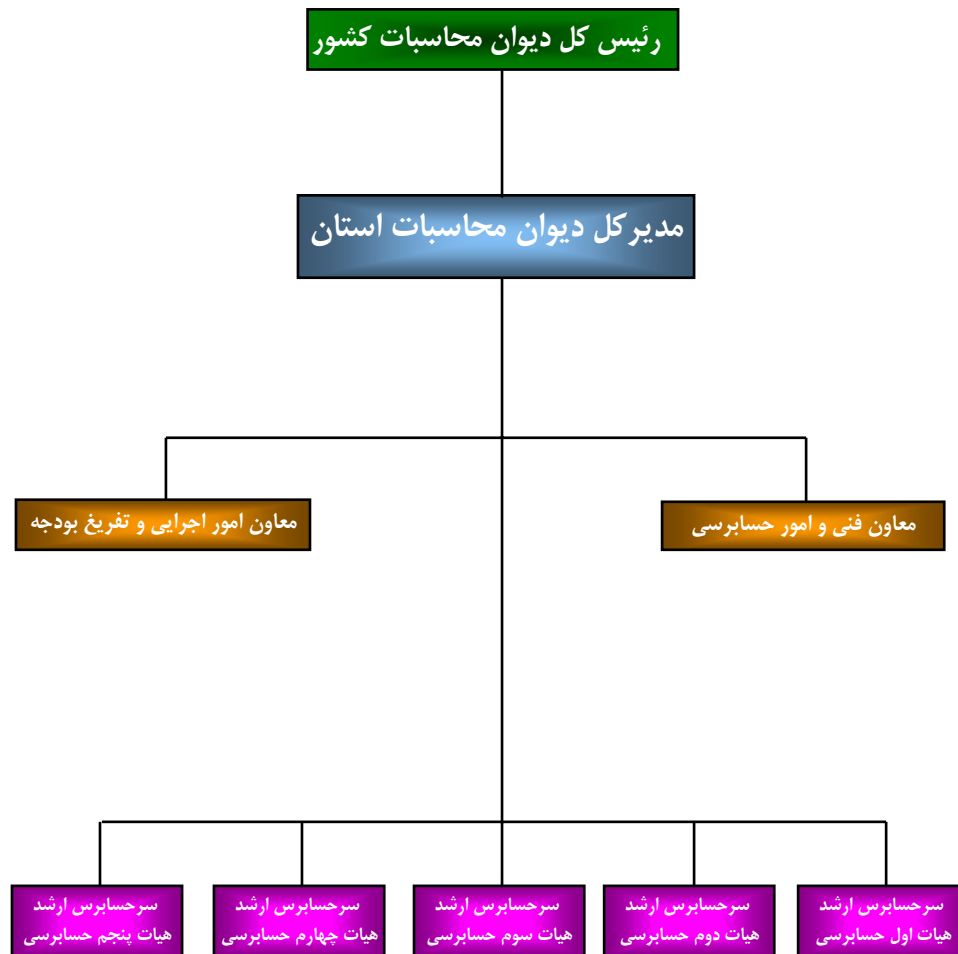 رئیس کل دیوان محاسبات کشور
مدیرکل دیوان محاسبات استان
معاون فنی و امور حسابرسی
معاون امور اجرایی و تفریغ بودجه
سرحسابرس ارشد
هیات اول حسابرسی
سرحسابرس ارشد
هیات دوم حسابرسی
سرحسابرس ارشد
هیات سوم حسابرسی
سرحسابرس ارشد
هیات چهارم حسابرسی
سرحسابرس ارشد
هیات پنجم حسابرسی